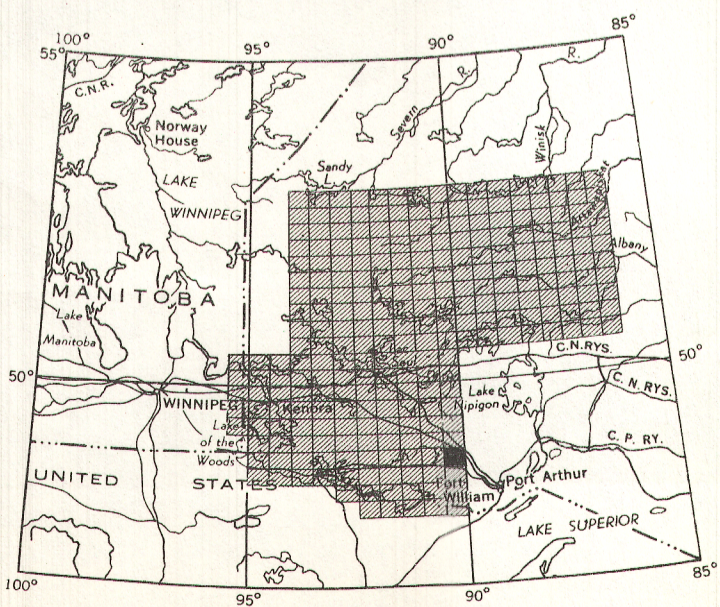 100°
95°
90°
85°
55°
C.N.R.
R.
R.
Severn
Winisk
Norway
House
Sandy
L.
LAKE
WINNIPEG
Attawapiskat
Albany
MANITOBA
Lake
Manitoba
C.N.RYS.
50°
50°
C.N.RYS.
WINNIPEG
Kenora
Lake
Nipigon
Lake
of the
Woods
C. P. RY.
UNITED STATES
Fort
William
Port Arthur
LAKE SUPERIOR
100°
95°
90°
85°